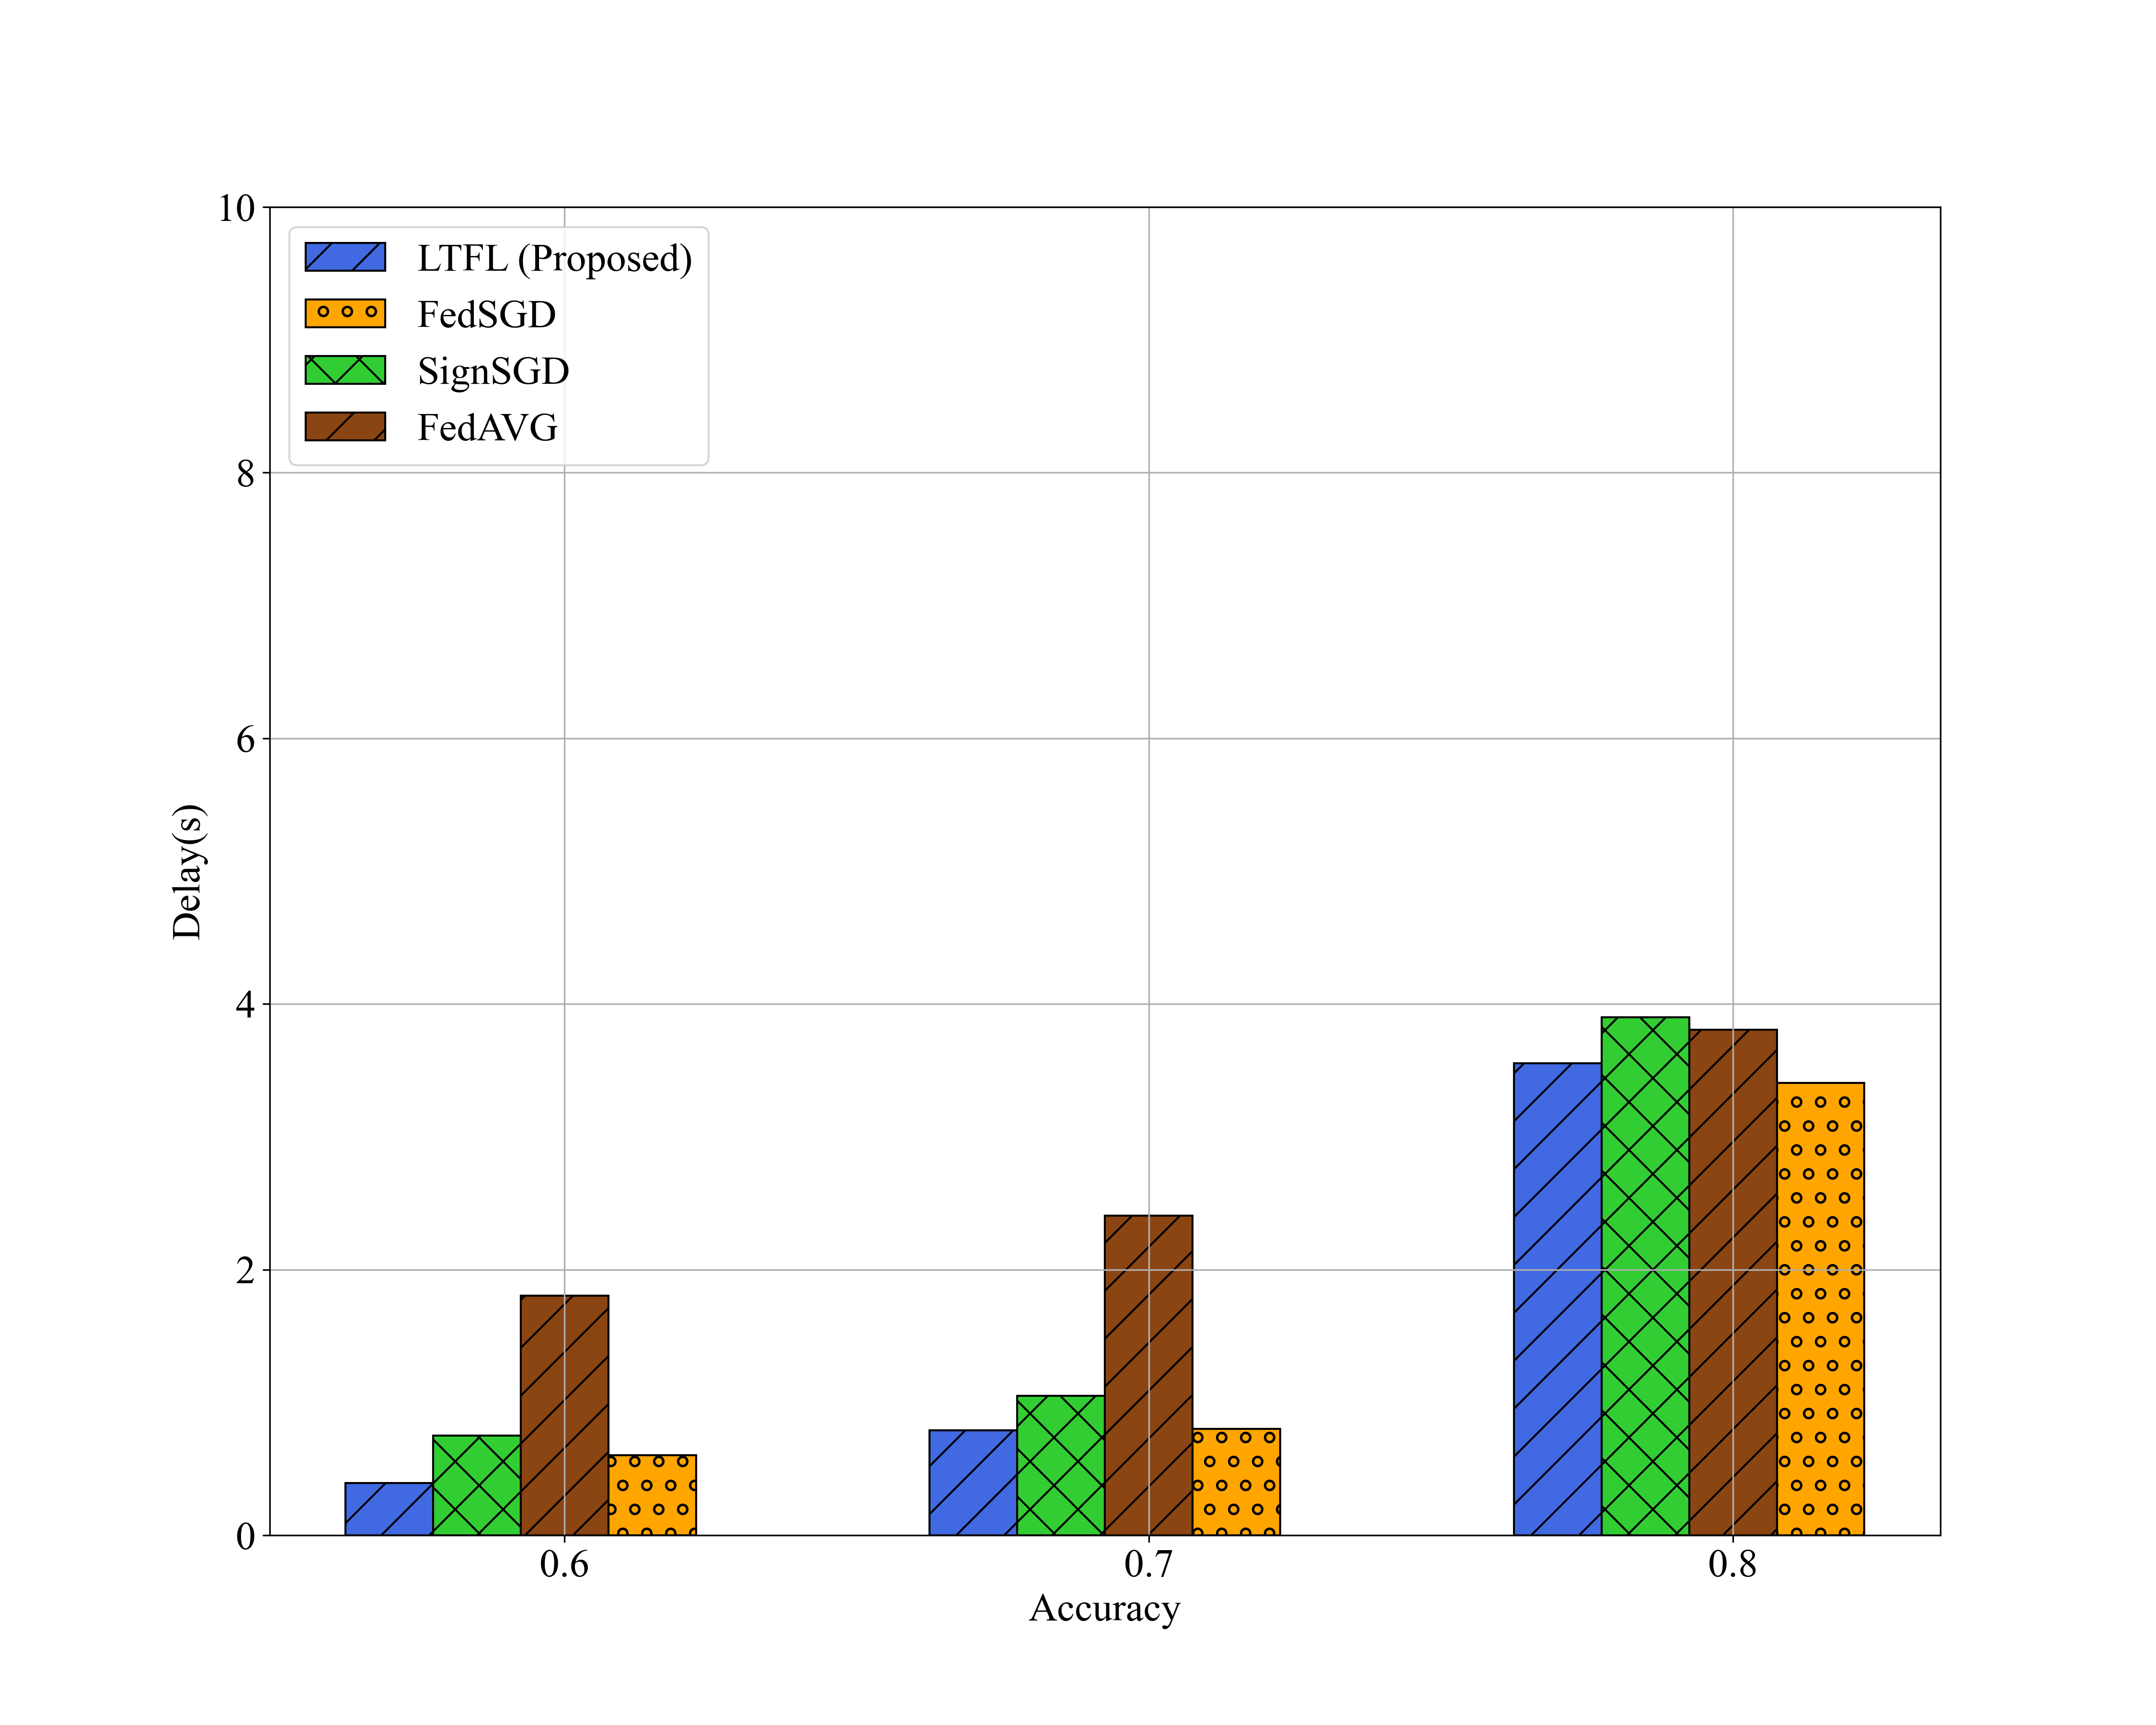 10
8
6
4
2
0
Delay(s)
LTFL (Proposed)
FedSGD
SignSGD
FedAVG
0.6
0.7
0.8
Accuracy